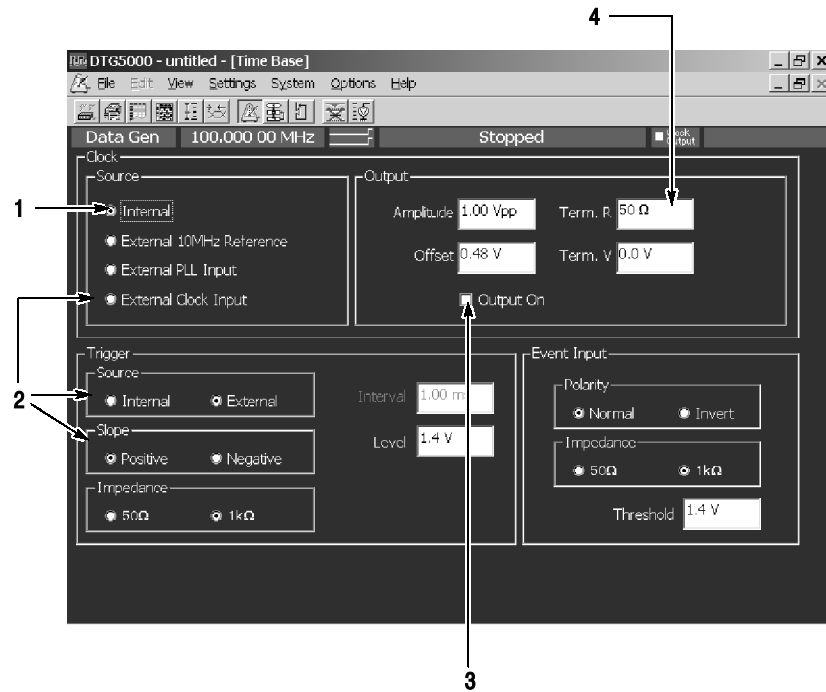 4
DTG5000 - untitled - [Time Base]
File Edit View Settings System Options Help
Data Gen 100.000 00 MHz Stopped Clock Output
Clock
Source
Output
1
Internal
Amplitude 1.00 Vpp
Term. R 50 Ω
External 10MHz Reference
Offset 0.48 V
Term. V 0.0 V
External PLL Input
External Clock Input
Output On
Trigger
Event Input
Source
2
Internal
External
Interval 1.00 ms
Polarity
Normal
Invert
Slope
Level 1.4 V
Positive
Negative
Impedance
50Ω
1kΩ
Impedance
50Ω
1kΩ
Threshold 1.4 V
3